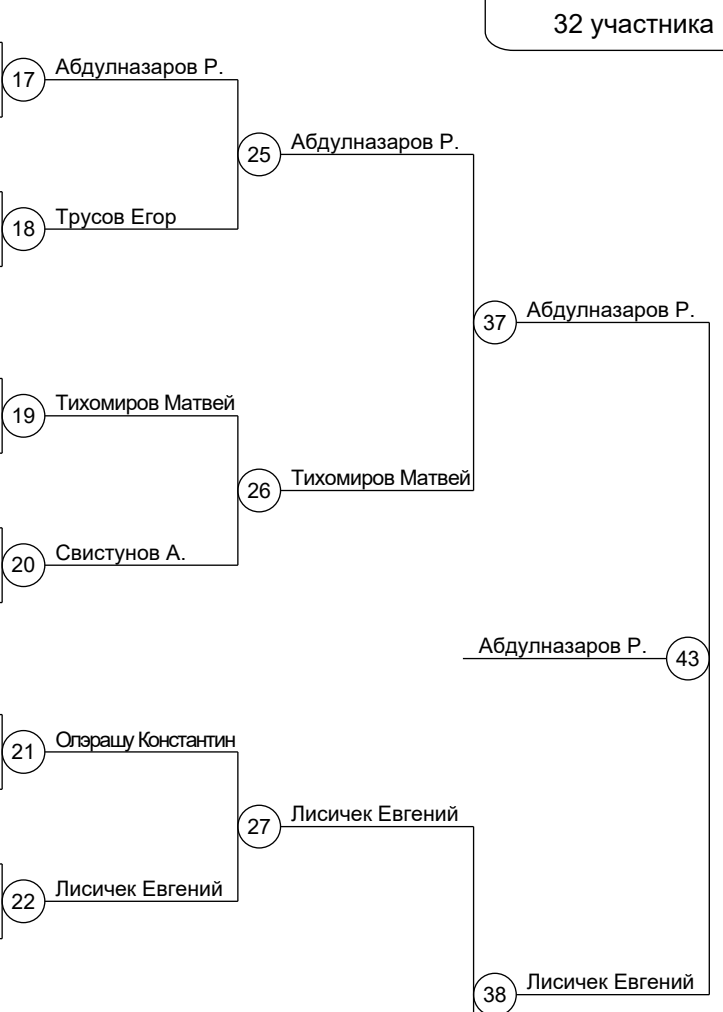 32 участника
17 Абдулназаров Р.
25 Абдулназаров Р.
18 Трусов Егор
37 Абдулназаров Р.
19 Тихомиров Матвей
26 Тихомиров Матвей
20 Свистунов А.
Абдулназаров Р. 43
21 Олэрашу Константин
27 Лисичек Евгений
22 Лисичек Евгений
38 Лисичек Евгений